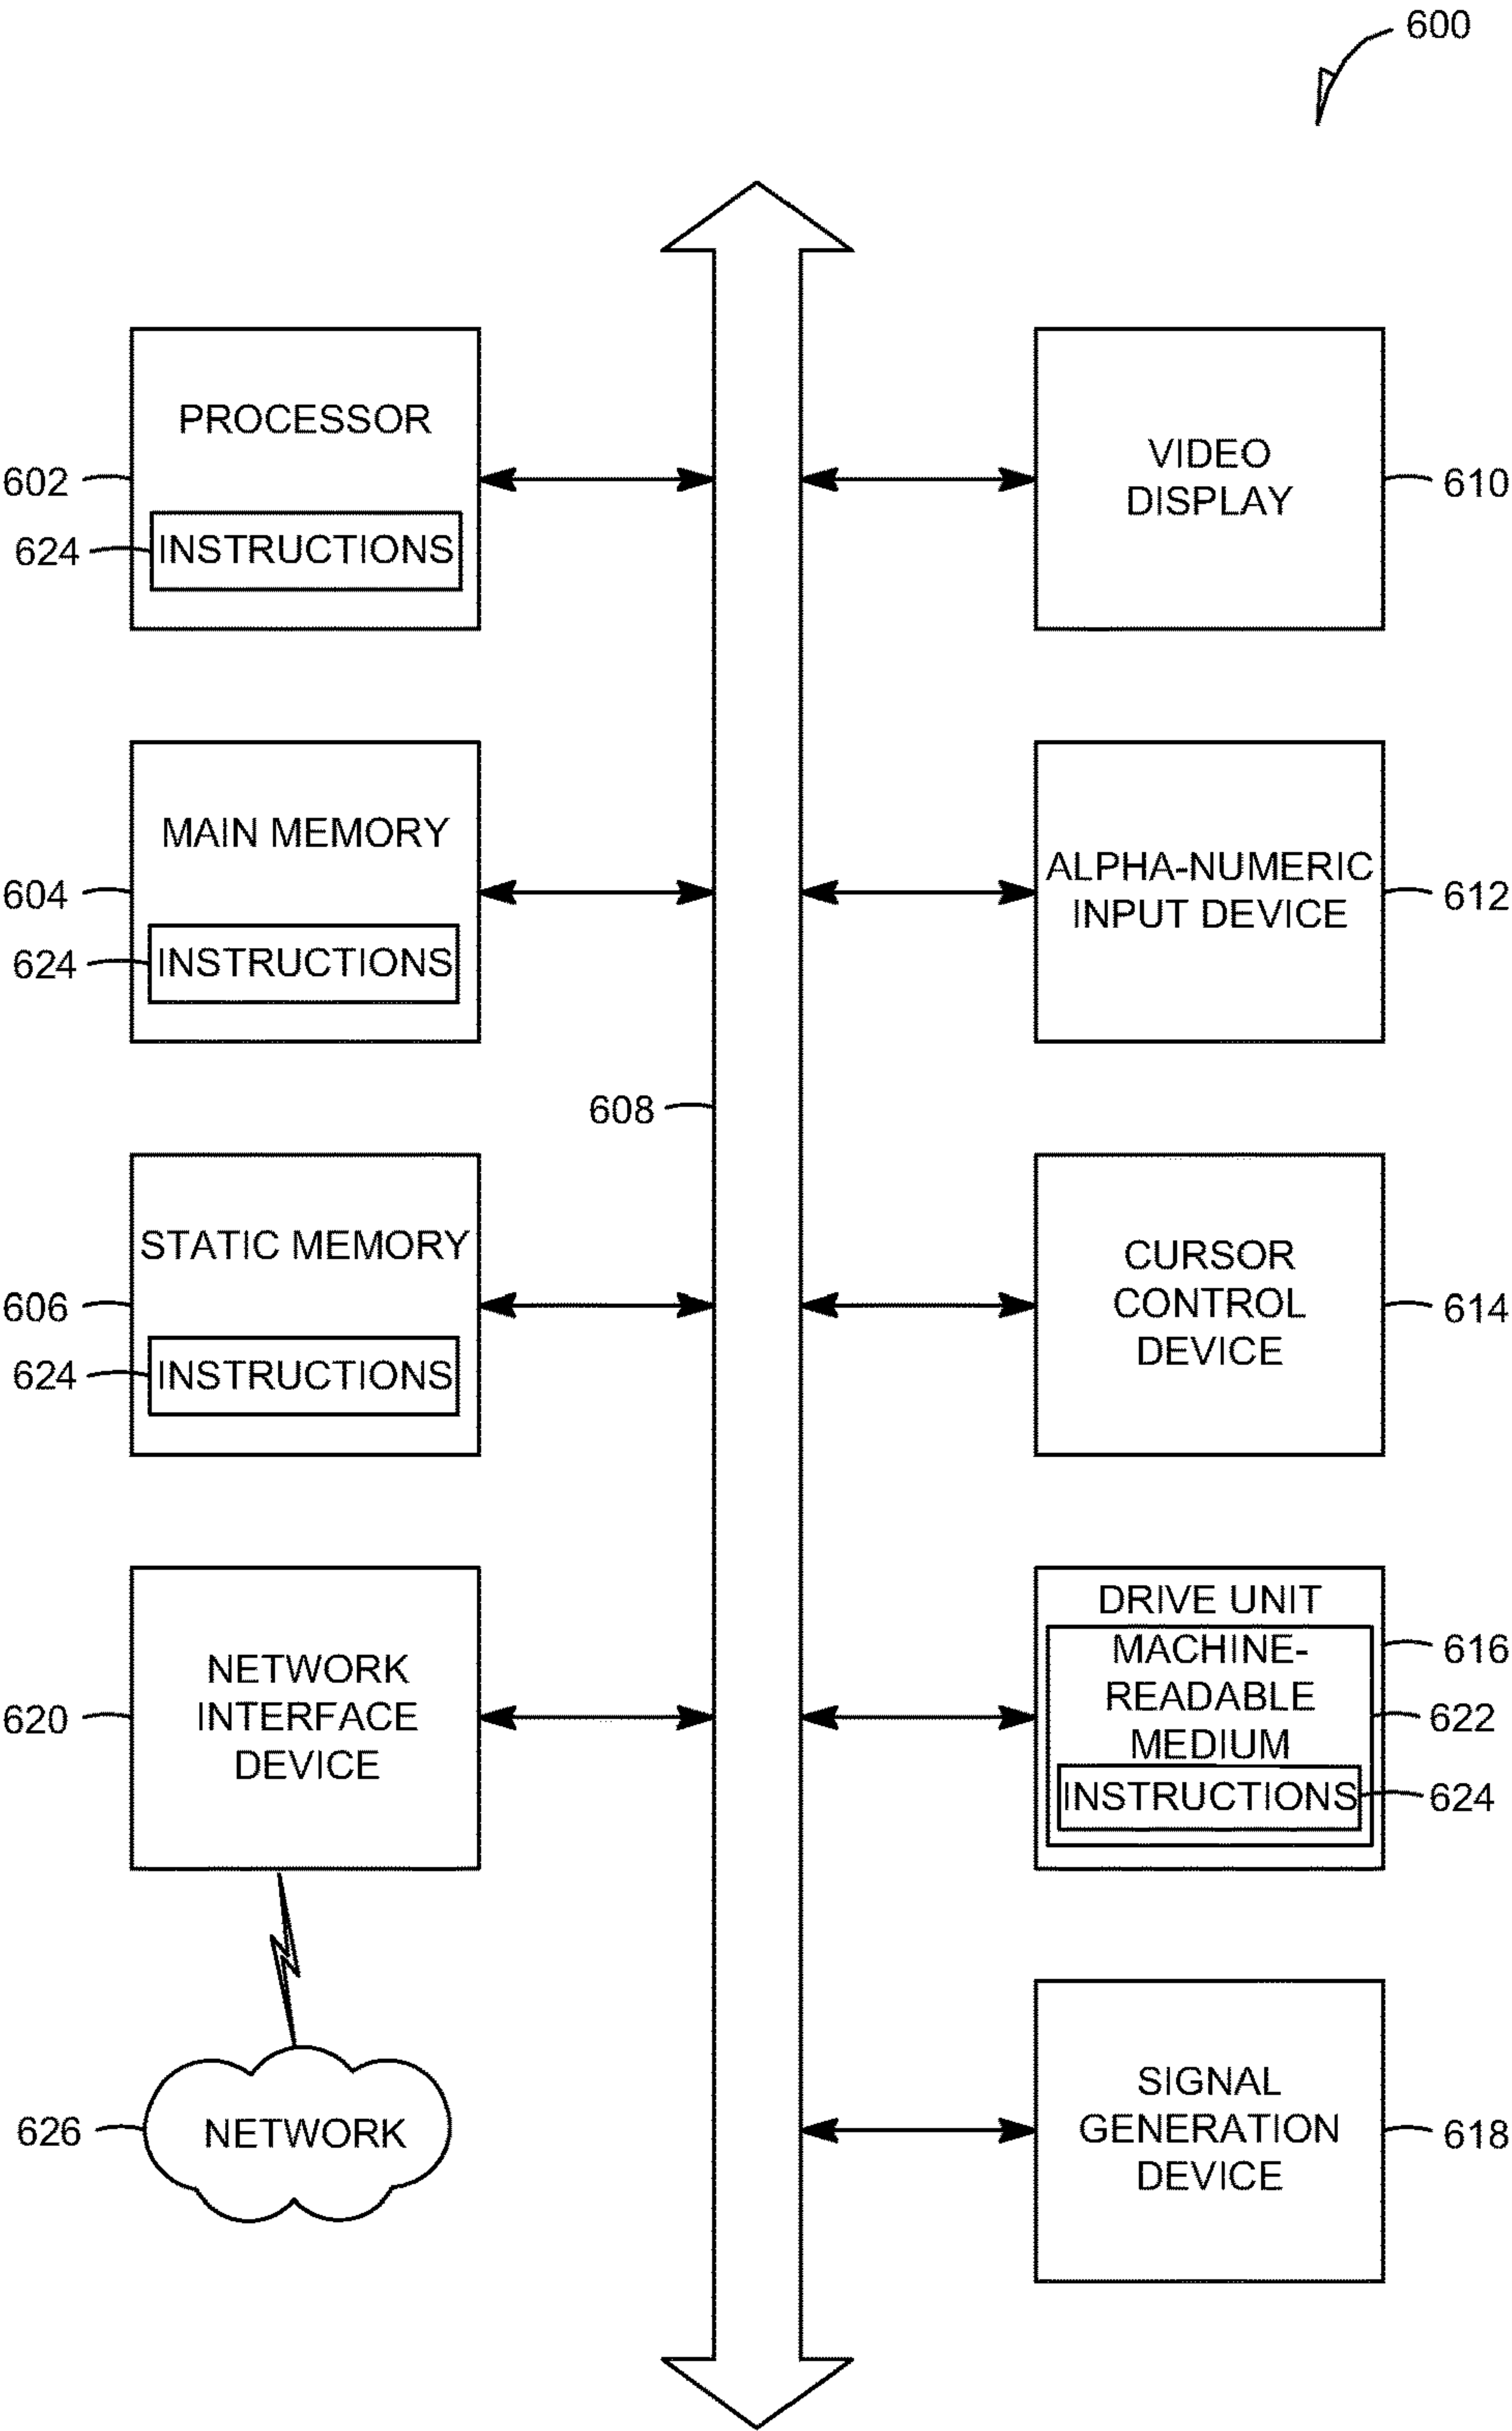 600
PROCESSOR
602
624
INSTRUCTIONS
VIDEO
DISPLAY
610
MAIN MEMORY
604
624
INSTRUCTIONS
ALPHA-NUMERIC
INPUT DEVICE
612
608
STATIC MEMORY
606
624
INSTRUCTIONS
CURSOR
CONTROL
DEVICE
614
NETWORK
INTERFACE
DEVICE
620
DRIVE UNIT
616
MACHINE-
READABLE
MEDIUM
622
INSTRUCTIONS
624
626
NETWORK
SIGNAL
GENERATION
DEVICE
618